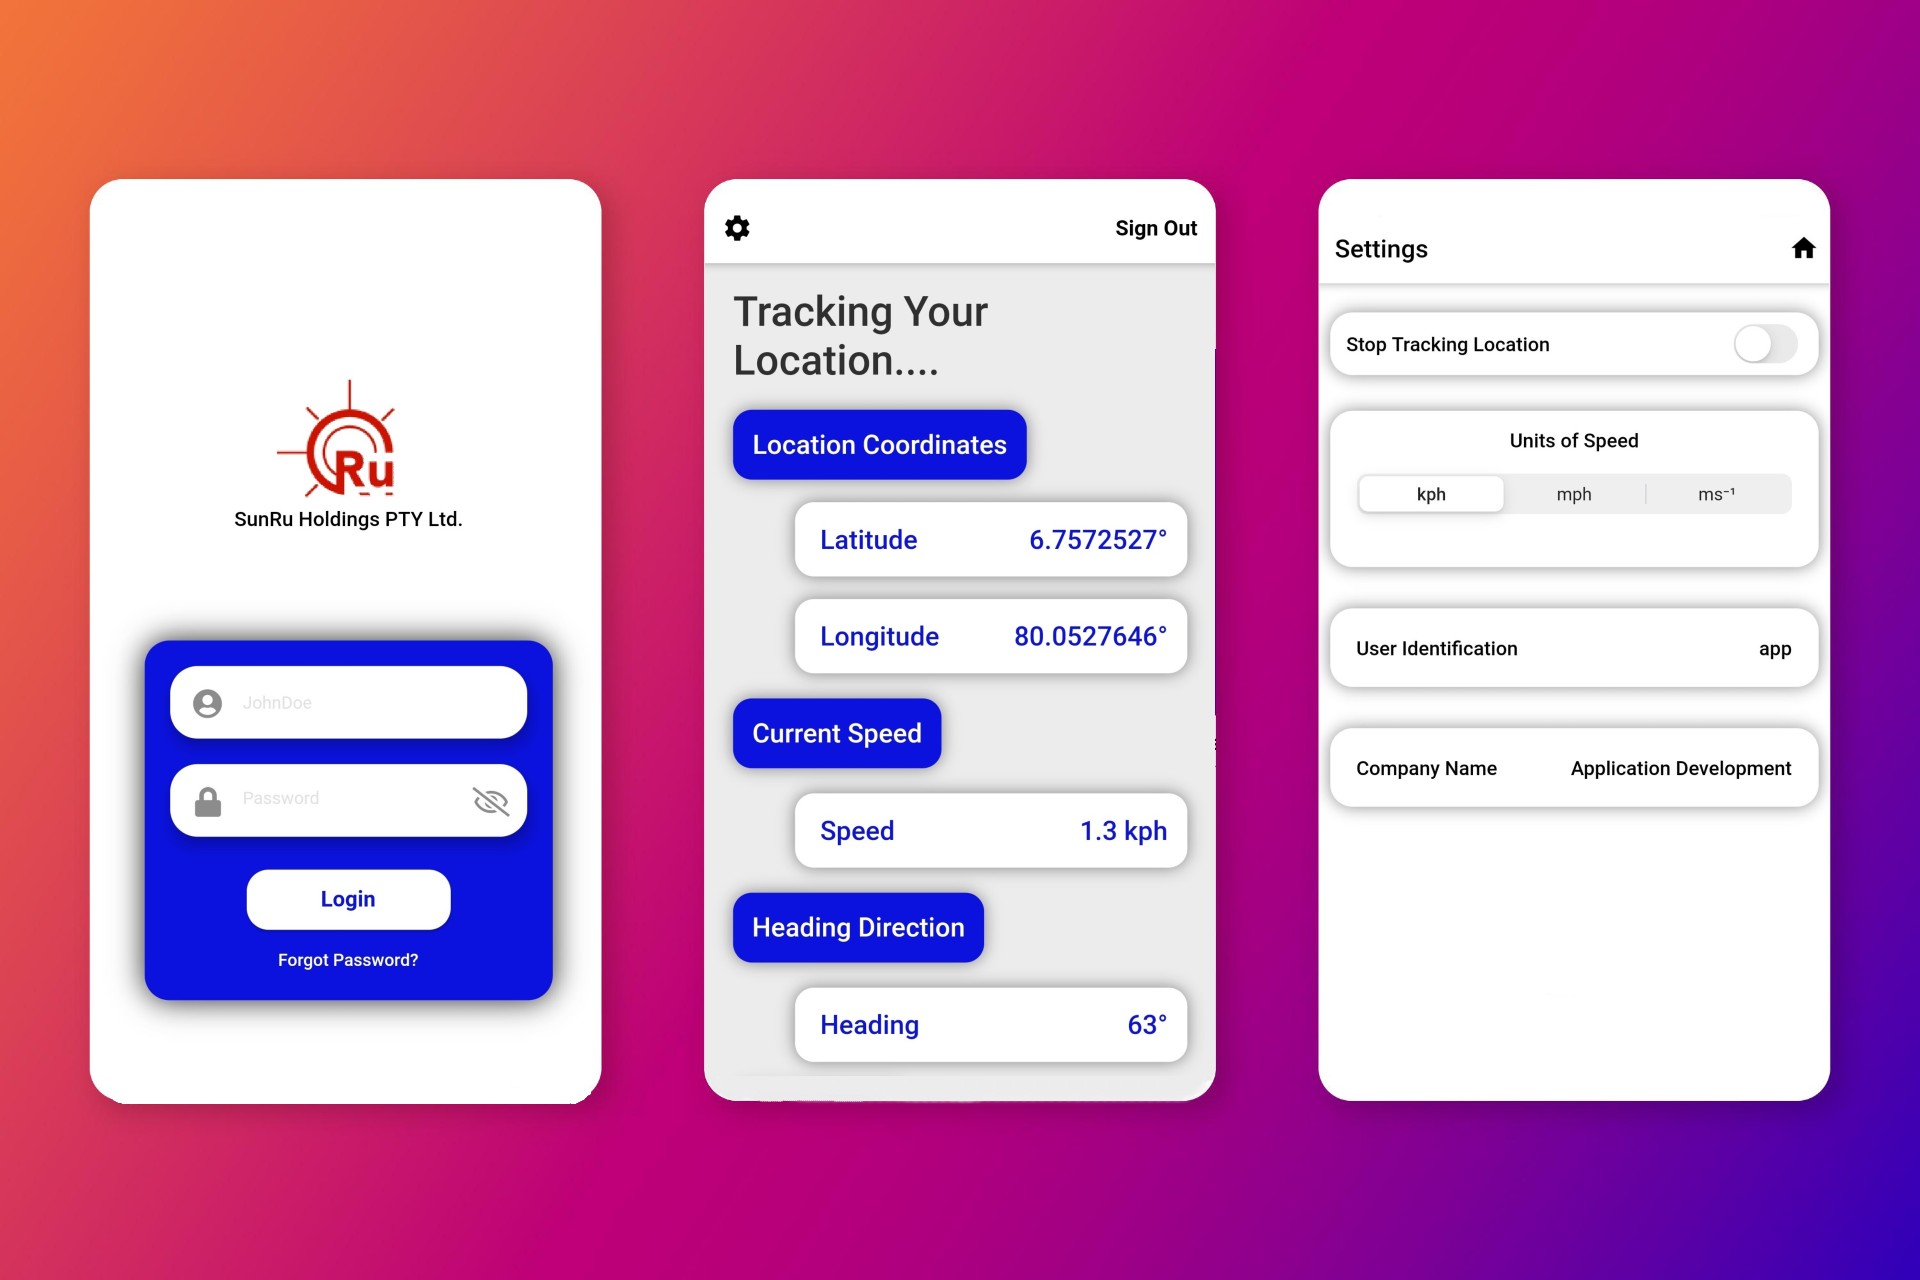 Ru
SunRu Holdings PTY Ltd.
JohnDoe
Password
Login
Forgot Password?
Sign Out
Tracking Your
Location....
Location Coordinates
Latitude 6.7572527°
Longitude 80.0527646°
Current Speed
Speed 1.3 kph
Heading Direction
Heading 63°
Settings
Stop Tracking Location
Units of Speed
kph mph ms⁻¹
User Identification app
Company Name Application Development